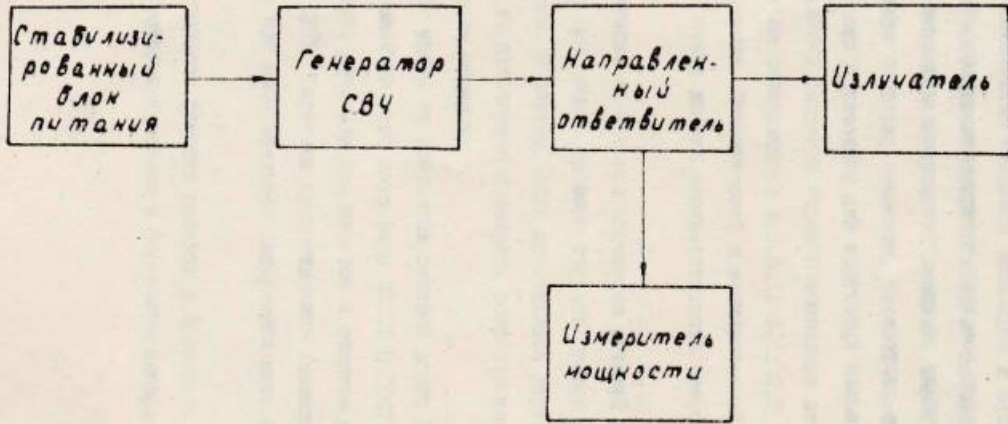 Стабилизи-
рованный
блок
питания
Генератор
СВЧ
Направлен-
ный
ответвитель
Излучатель
Измеритель
мощности